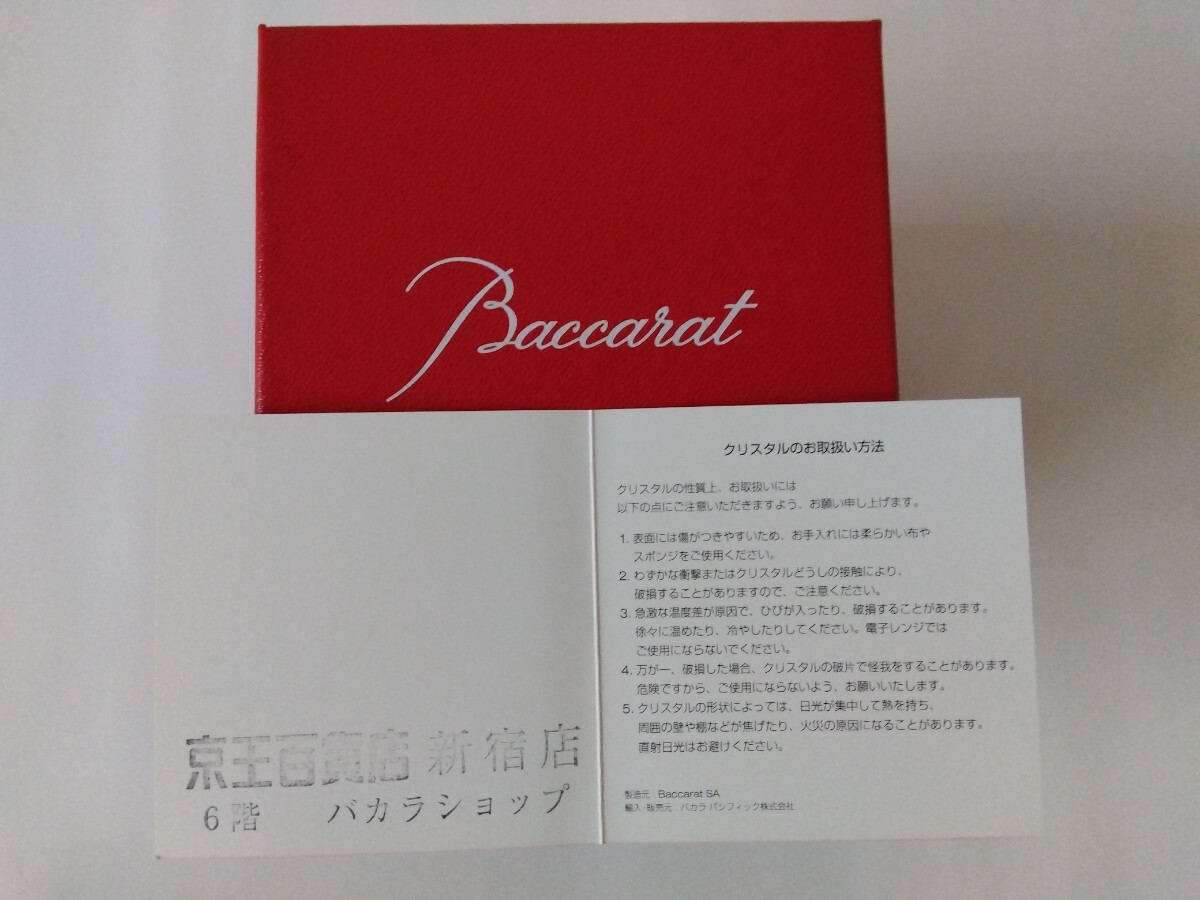 Baccarat
京王百貨店 新宿店
6階 バカラショップ
クリスタルのお取扱い方法
クリスタルの性質上、お取扱いには
以下の点にご注意いただきますよう、お願い申し上げます。
1. 表面には傷がつきやすいため、お手入れには柔らかい布や
スポンジをご使用ください。
2. わずかな衝撃またはクリスタルどうしの接触により、
破損することがありますので、ご注意ください。
3. 急激な温度差が原因で、ひびが入ったり、破損することがあります。
徐々に温めたり、冷やしたりしてください。電子レンジでは
ご使用にならないでください。
4. 万が一、破損した場合、クリスタルの破片で怪我をすることがあります。
危険ですから、ご使用にならないよう、お願いいたします。
5. クリスタルの形状によっては、日光が集中して熱を持ち、
周囲の壁や棚などが焦げたり、火災の原因になることがあります。
直射日光はお避けください。
製造元：Baccarat SA
輸入・販売元：バカラ パシフィック株式会社